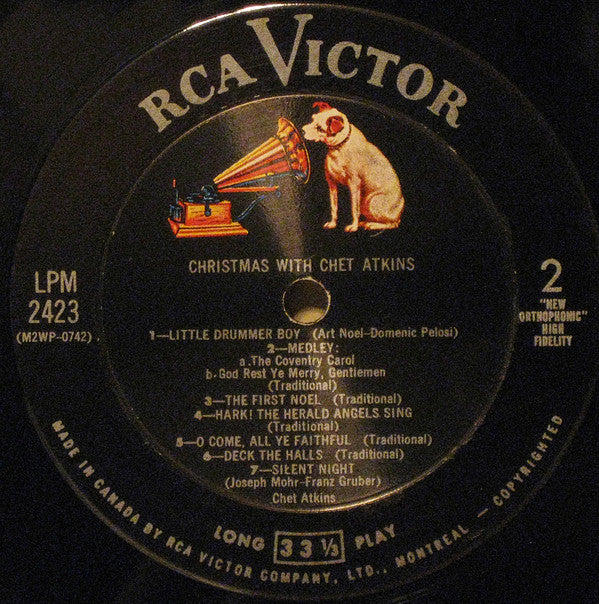 RCA VICTOR
CHRISTMAS WITH CHET ATKINS
LPM
2423
(M2WP-0742)
2
"NEW
ORTHOPHONIC"
HIGH
FIDELITY
1—LITTLE DRUMMER BOY (Art Noel-Domenic Pelosi)
2—MEDLEY:
a. The Coventry Carol
b. God Rest Ye Merry, Gentlemen
(Traditional)
3—THE FIRST NOEL (Traditional)
4—HARK! THE HERALD ANGELS SING
(Traditional)
5—O COME, ALL YE FAITHFUL (Traditional)
6—DECK THE HALLS (Traditional)
7—SILENT NIGHT
(Joseph Mohr-Franz Gruber)
Chet Atkins
LONG 33⅓ PLAY
MADE IN CANADA BY RCA VICTOR COMPANY, LTD., MONTREAL — COPYRIGHTED